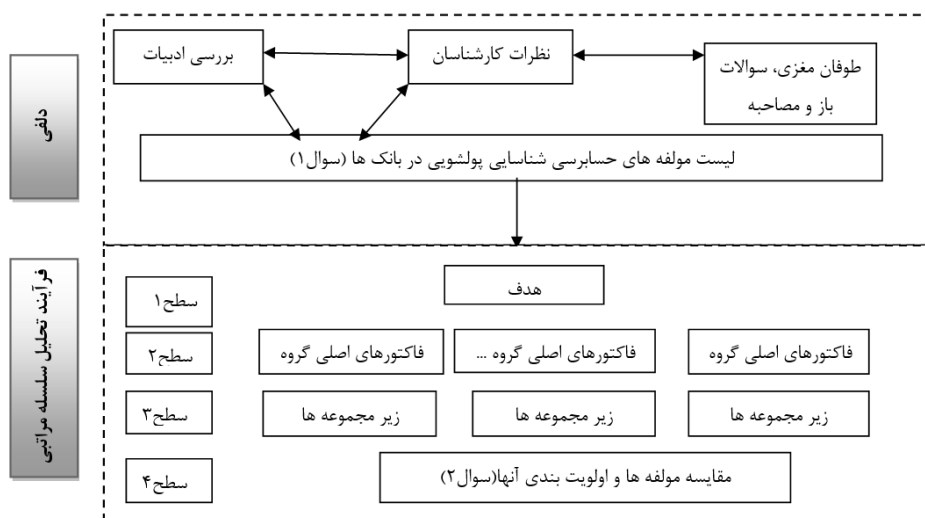 دلفی
بررسی ادبیات
نظرات کارشناسان
طوفان مغزی، سوالات
باز و مصاحبه
لیست مولفه های حسابرسی شناسایی پولشویی در بانک ها (سوال۱)
فرآیند تحلیل سلسله مراتبی
هدف
سطح۱
فاکتورهای اصلی گروه
فاکتورهای اصلی گروه ...
فاکتورهای اصلی گروه
سطح۲
زیر مجموعه ها
زیر مجموعه ها
زیر مجموعه ها
سطح۳
مقایسه مولفه ها و اولویت بندی آنها(سوال۲)
سطح۴